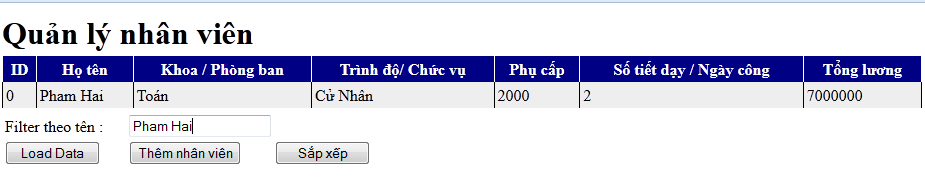 Quản lý nhân viên
ID Họ tên Khoa / Phòng ban Trình độ/ Chức vụ Phụ cấp Số tiết dạy / Ngày công Tổng lương
0 Pham Hai Toán Cử Nhân 2000 2 7000000
Filter theo tên : Pham Hai
Load Data Thêm nhân viên Sắp xếp